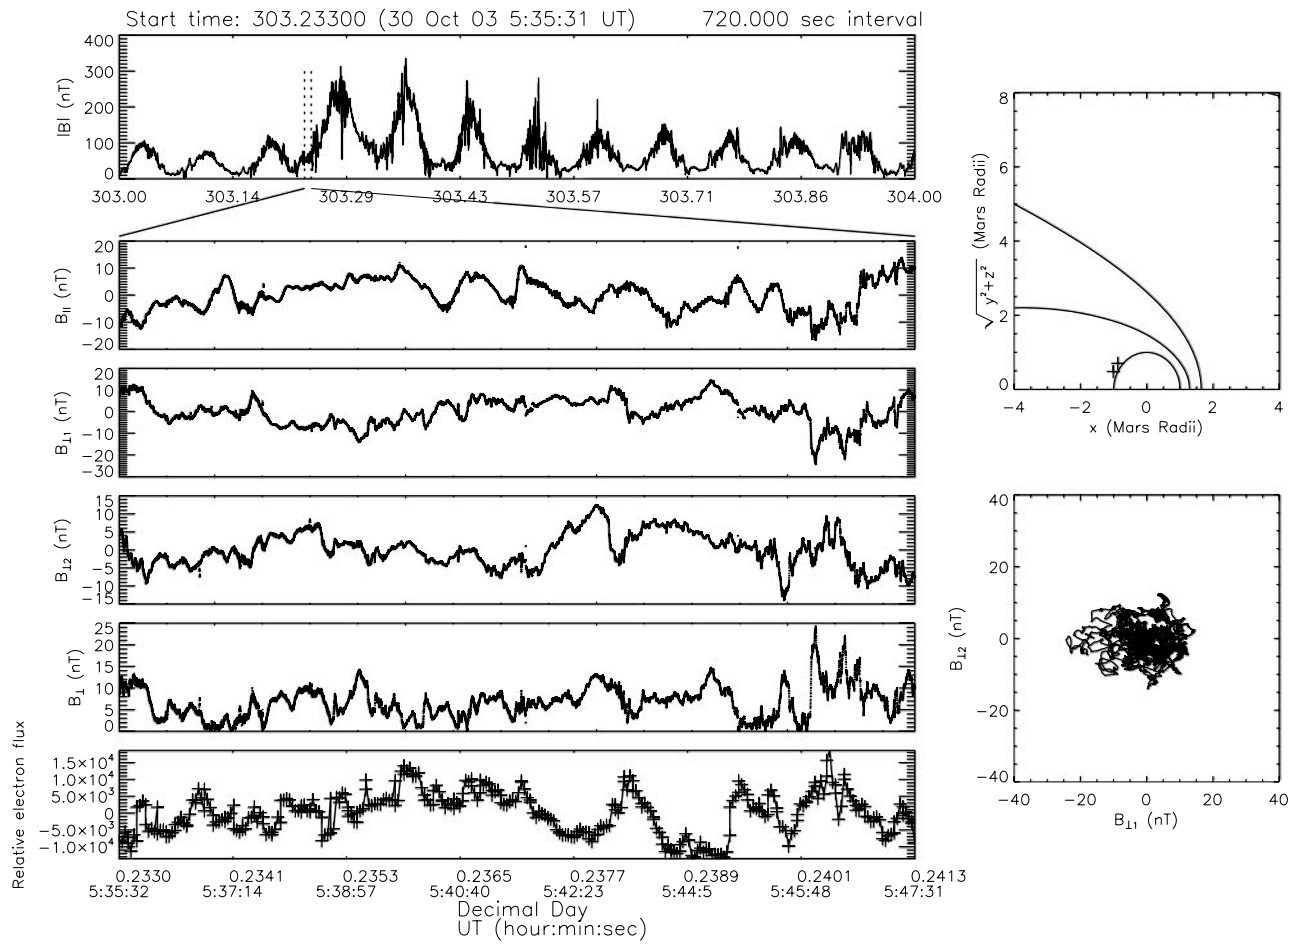 Start time: 303.23300 (30 Oct 03 5:35:31 UT) 720.000 sec interval
400
300
200
100
0
|B| (nT)
303.00 303.14 303.29 303.43 303.57 303.71 303.86 304.00
20
10
0
−10
−20
B|| (nT)
20
10
0
−10
−20
−30
B⊥1 (nT)
15
10
5
0
−5
−10
−15
B⊥2 (nT)
25
20
15
10
5
0
B⊥ (nT)
1.5×10⁴
5.0×10³
−5.0×10³
−1.0×10⁴
Relative electron flux
0.2330 0.2341 0.2353 0.2365 0.2377 0.2389 0.2401 0.2413
5:35:32 5:37:14 5:38:57 5:40:40 5:42:23 5:44:5 5:45:48 5:47:31
Decimal Day
UT (hour:min:sec)
8
6
4
2
0
√y²+z² (Mars Radii)
−4 −2 0 2 4
x (Mars Radii)
40
20
0
−20
−40
B⊥2 (nT)
−40 −20 0 20 40
B⊥1 (nT)